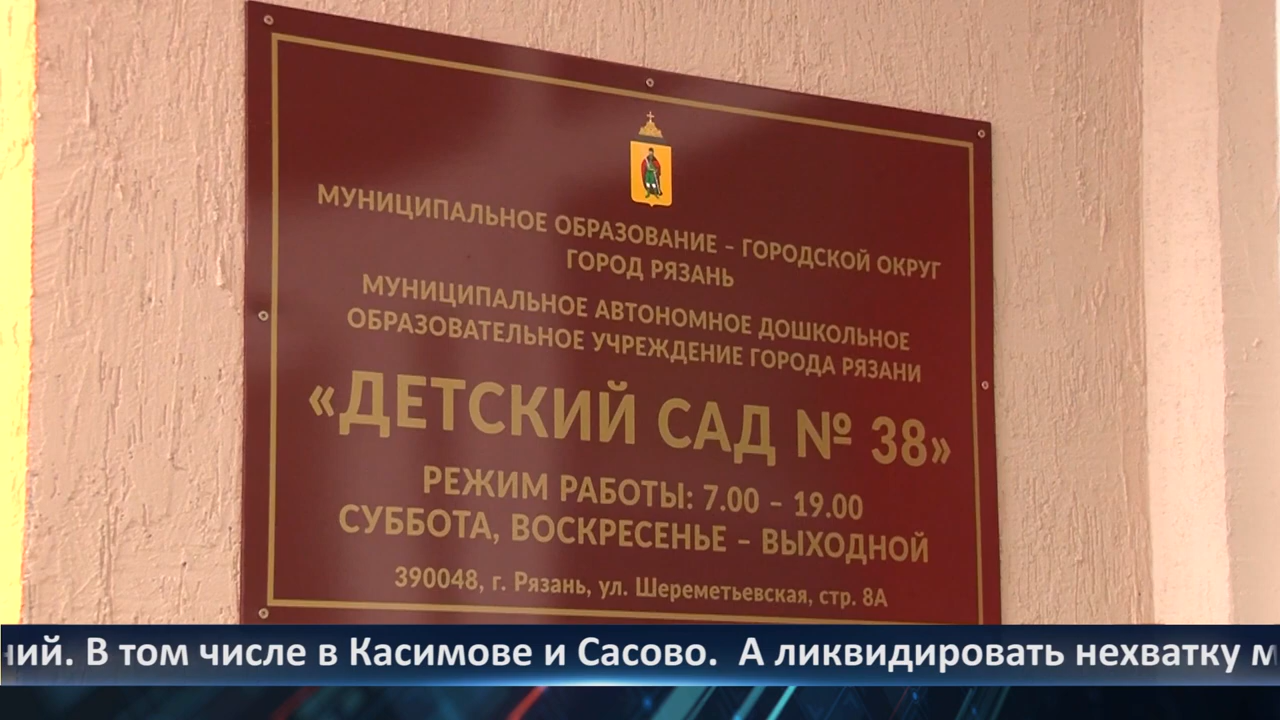 МУНИЦИПАЛЬНОЕ ОБРАЗОВАНИЕ – ГОРОДСКОЙ ОКРУГ
ГОРОД РЯЗАНЬ
МУНИЦИПАЛЬНОЕ АВТОНОМНОЕ ДОШКОЛЬНОЕ
ОБРАЗОВАТЕЛЬНОЕ УЧРЕЖДЕНИЕ ГОРОДА РЯЗАНИ
«ДЕТСКИЙ САД № 38»
РЕЖИМ РАБОТЫ: 7.00 – 19.00
СУББОТА, ВОСКРЕСЕНЬЕ – ВЫХОДНОЙ
390048, г. Рязань, ул. Шереметьевская, стр. 8А
В том числе в Касимове и Сасово. А ликвидировать нехватку